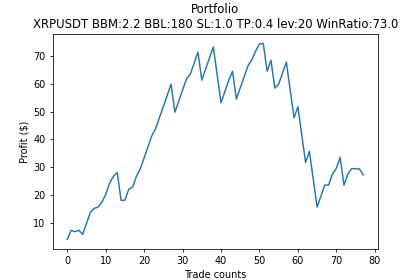 Portfolio
XRPUSDT BBM:2.2 BBL:180 SL:1.0 TP:0.4 lev:20 WinRatio:73.0
Profit ($)
70
60
50
40
30
20
10
0 10 20 30 40 50 60 70 80
Trade counts